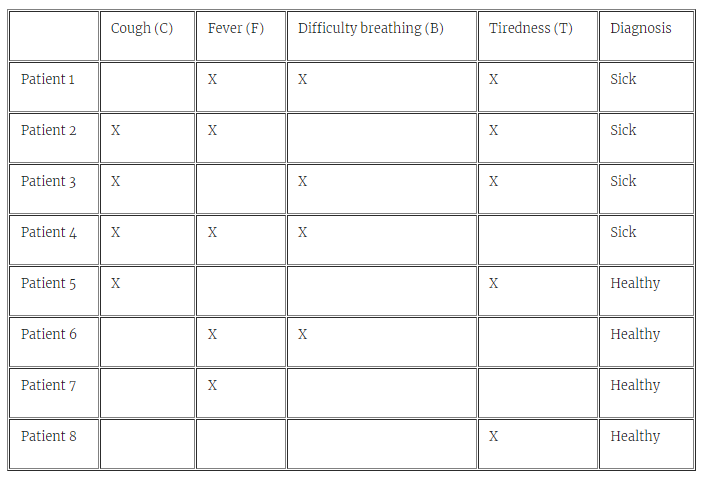 Cough (C) Fever (F) Difficulty breathing (B) Tiredness (T) Diagnosis
Patient 1 X X X Sick
Patient 2 X X X Sick
Patient 3 X X X Sick
Patient 4 X X X Sick
Patient 5 X X Healthy
Patient 6 X X Healthy
Patient 7 X Healthy
Patient 8 X Healthy